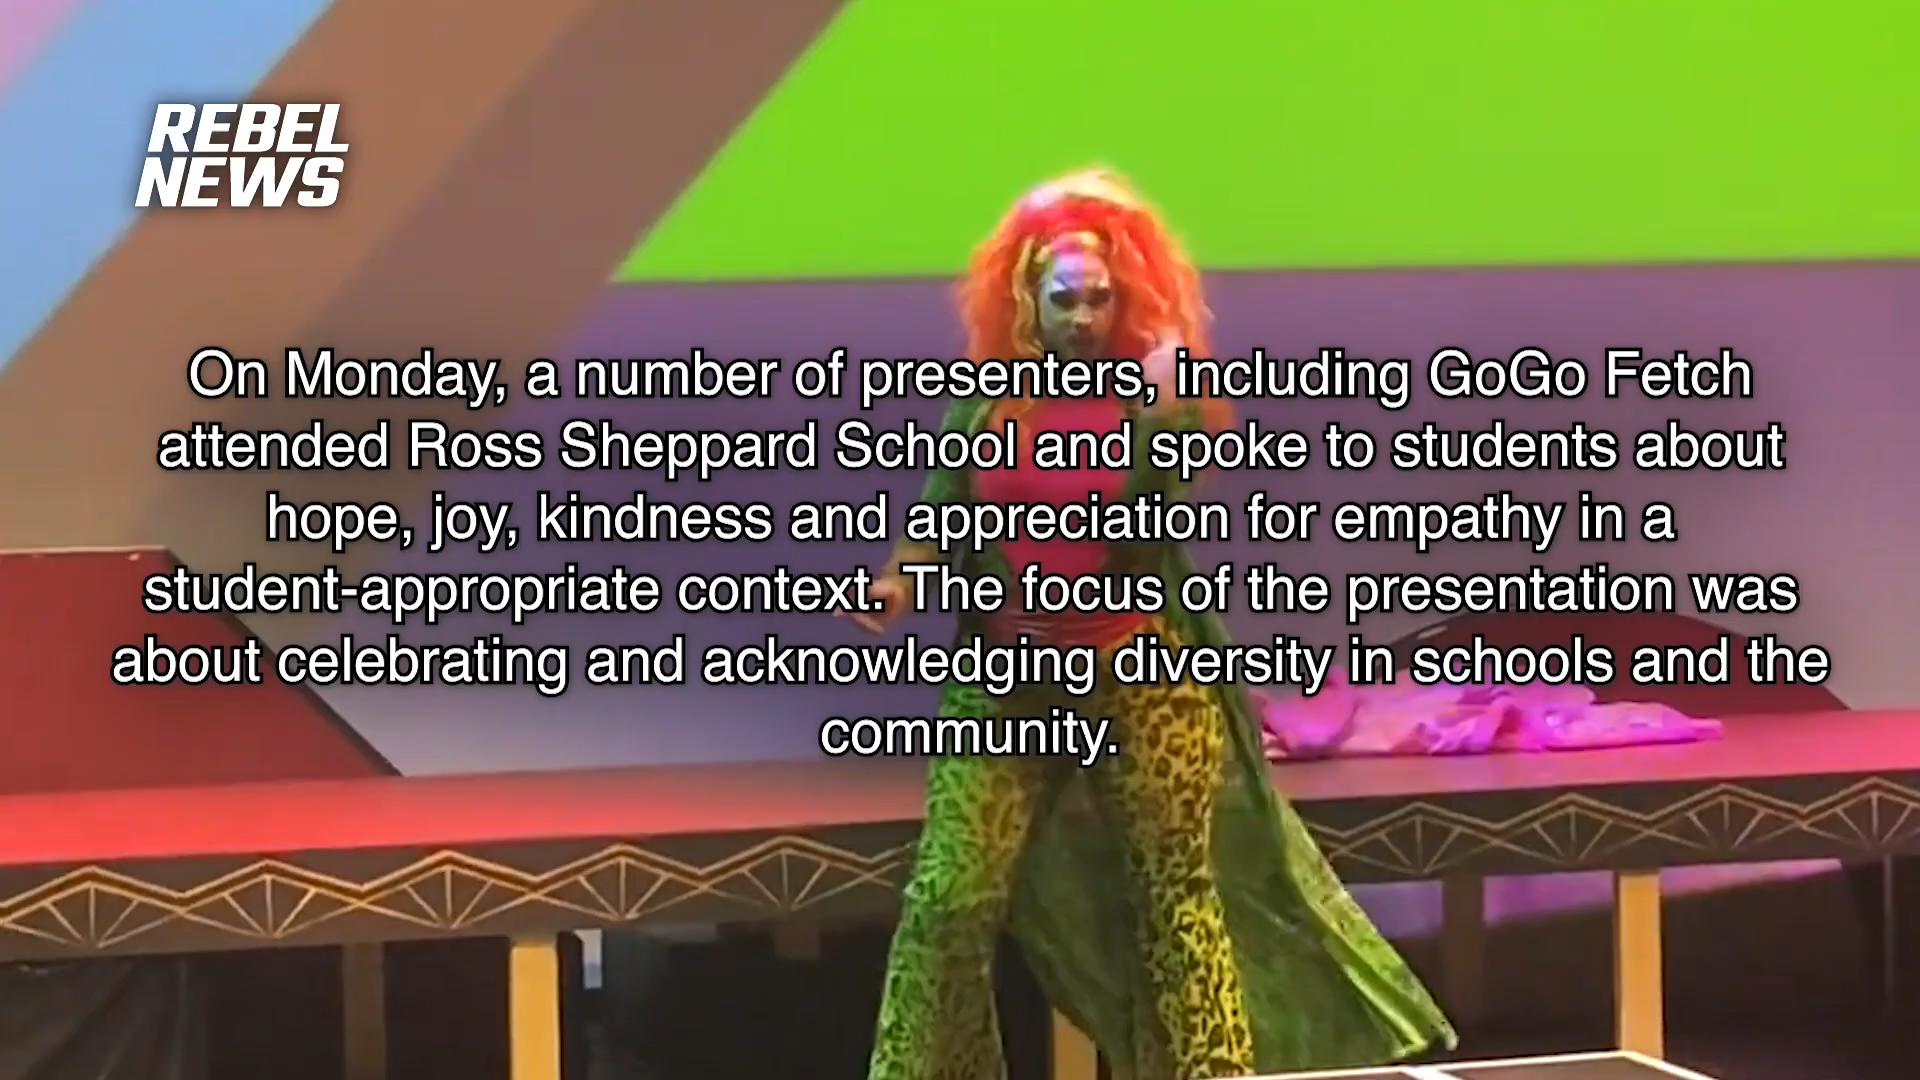 REBEL
NEWS
On Monday, a number of presenters, including GoGo Fetch
attended Ross Sheppard School and spoke to students about
hope, joy, kindness and appreciation for empathy in a
student-appropriate context. The focus of the presentation was
about celebrating and acknowledging diversity in schools and the
community.